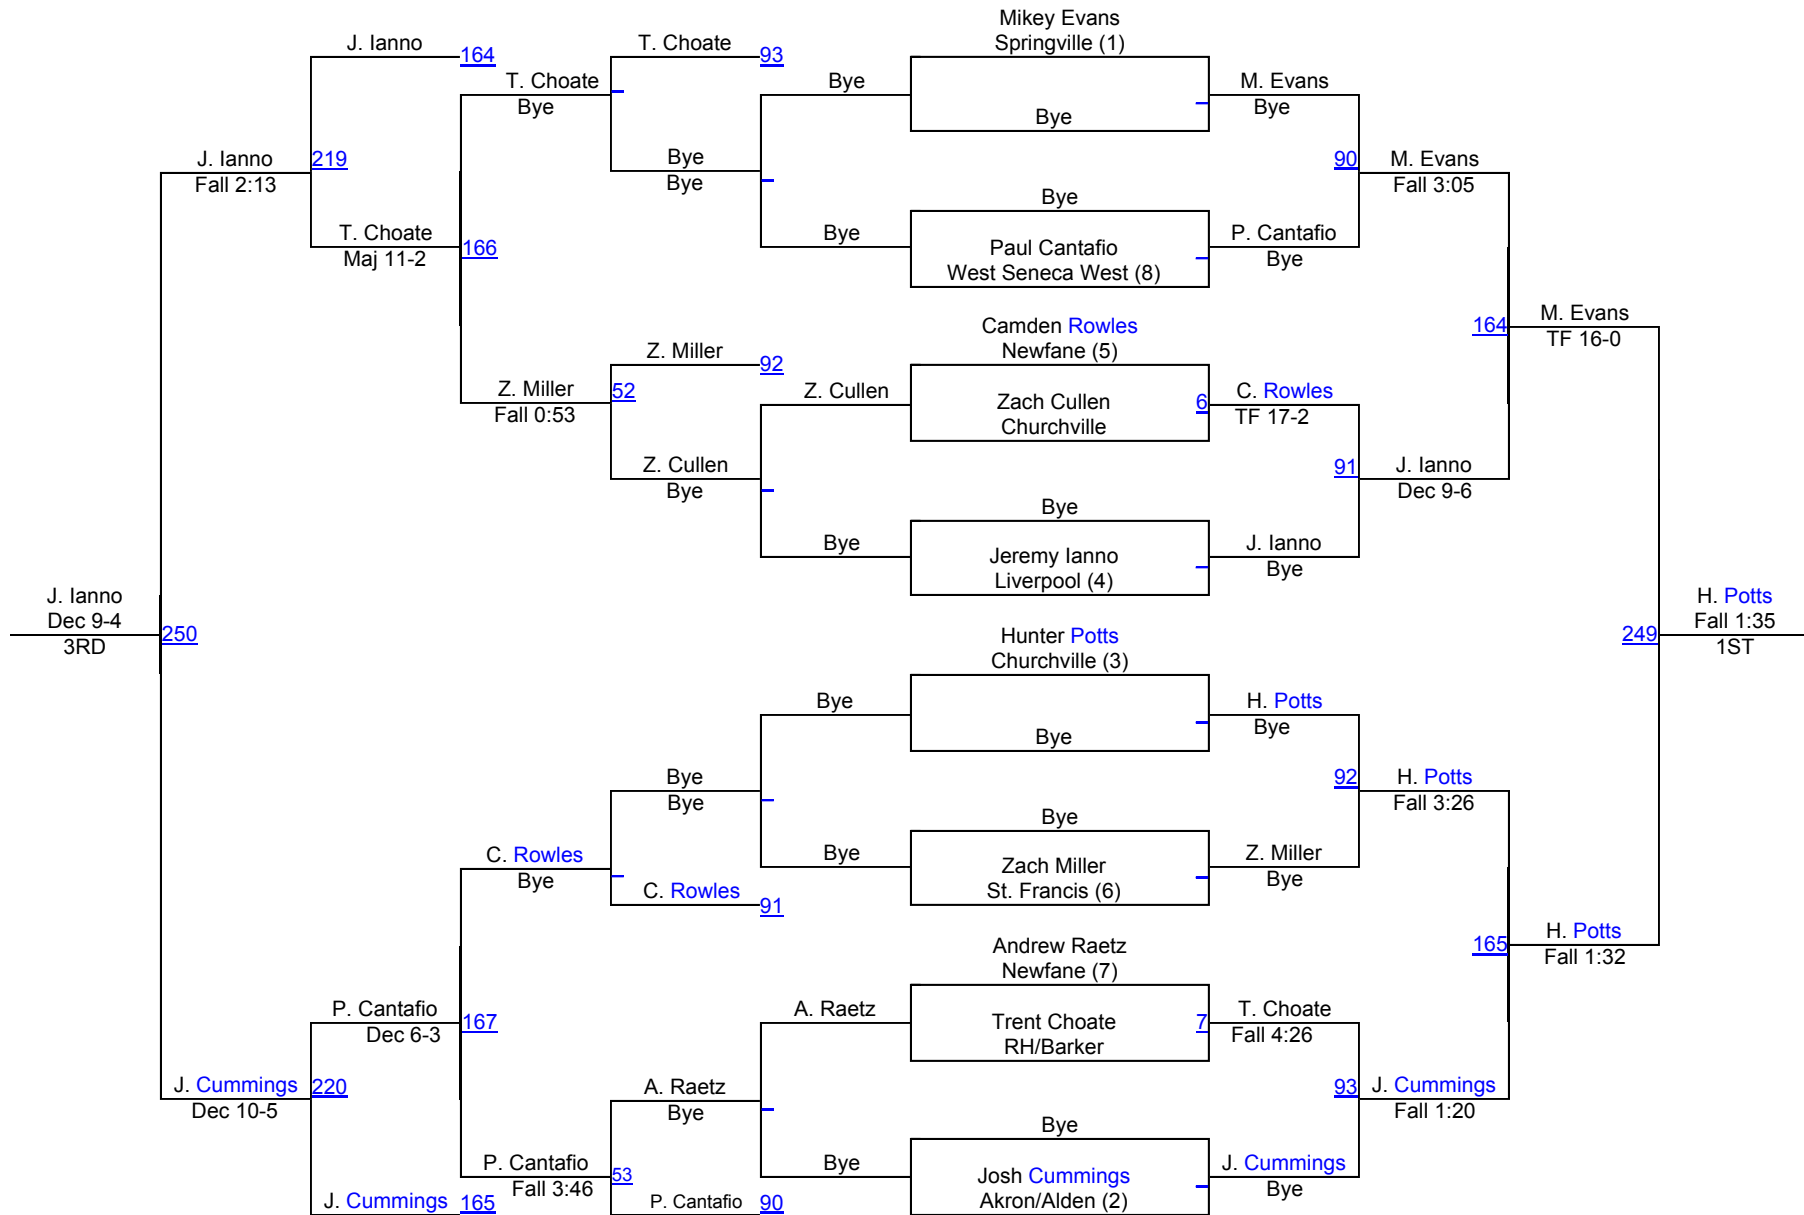 Mikey Evans
J. Ianno
T. Choate
Springville (1)
164
93
T. Choate
Bye
M. Evans
Bye
Bye
Bye
Bye
J. Ianno
219
Bye
90
M. Evans
Fall 2:13
Bye
Fall 3:05
Bye
T. Choate
Bye
P. Cantafio
Maj 11-2
166
Paul Cantafio
Bye
West Seneca West (8)
Camden Rowles
164
M. Evans
Z. Miller
Newfane (5)
TF 16-0
92
Z. Miller
52
Z. Cullen
C. Rowles
Fall 0:53
Zach Cullen
6
TF 17-2
Churchville
Z. Cullen
91
J. Ianno
Bye
Dec 9-6
Bye
Bye
J. Ianno
Jeremy Ianno
Bye
Liverpool (4)
J. Ianno
H. Potts
Dec 9-4
Fall 1:35
3RD
250
Hunter Potts
249
1ST
Churchville (3)
Bye
H. Potts
Bye
Bye
Bye
92
H. Potts
Bye
Fall 3:26
Bye
C. Rowles
Bye
Z. Miller
Bye
Zach Miller
Bye
C. Rowles
St. Francis (6)
91
Andrew Raetz
165
H. Potts
Newfane (7)
Fall 1:32
P. Cantafio
A. Raetz
T. Choate
Dec 6-3
167
Trent Choate
7
Fall 4:26
RH/Barker
J. Cummings
220
A. Raetz
93
J. Cummings
Dec 10-5
Bye
Fall 1:20
Bye
P. Cantafio
Bye
J. Cummings
Fall 3:46
53
Josh Cummings
Bye
J. Cummings
165
P. Cantafio
90
Akron/Alden (2)